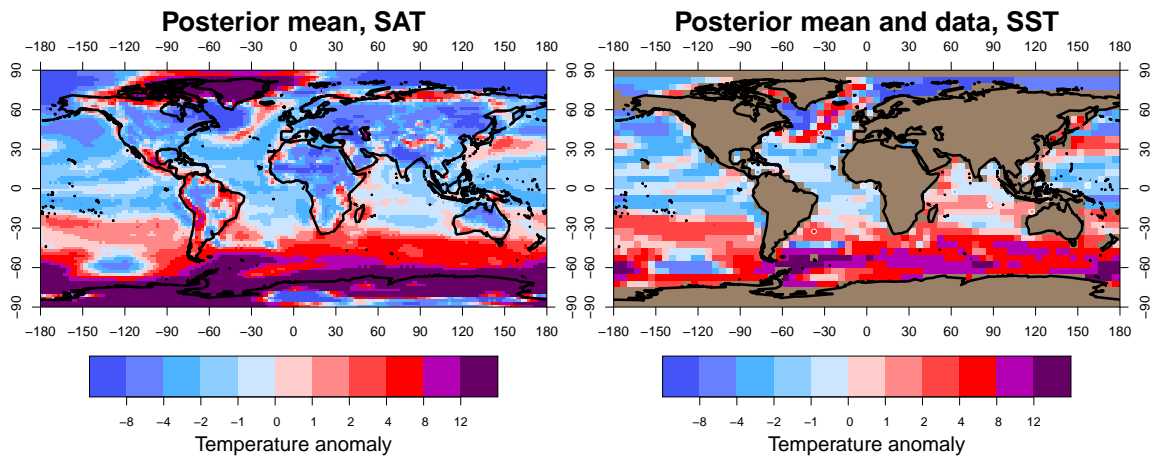 Posterior mean, SAT
−180 −120 −60 0 30 60 90 120 150 180
−90 −60 −30 0 30 60 90
−90 −60 −30 0 30 60 90
−180 −150 −120 −90 −60 −30 0 30 60 90 120 150 180
−8 −4 −2 −1 0 1 2 4 8 12
Temperature anomaly
Posterior mean and data, SST
−180 −120 −60 0 30 60 90 120 150 180
−90 −60 −30 0 30 60 90
−180 −150 −120 −90 −60 −30 0 30 60 90 120 150 180
−8 −4 −2 −1 0 1 2 4 8 12
Temperature anomaly